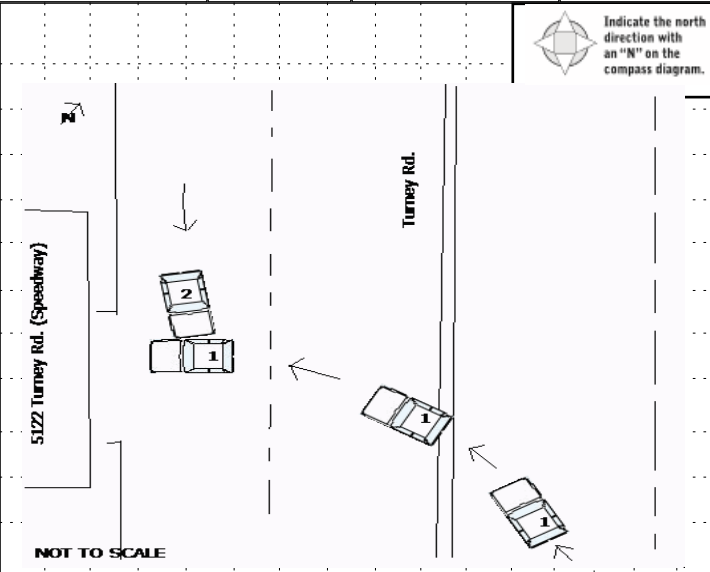 Indicate the north
direction with
an “N” on the
compass diagram.
N
Turney Rd.
5122 Turney Rd. (Speedway)
2
1
1
1
NOT TO SCALE